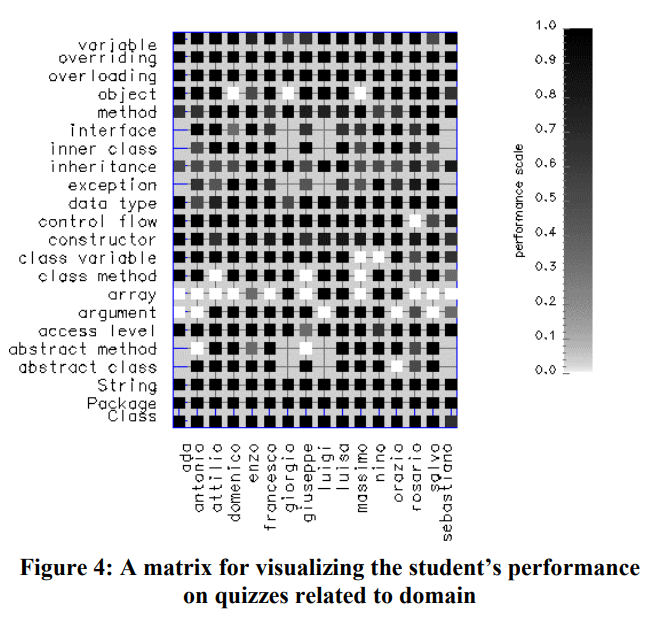 variable
overriding
overloading
object
method
interface
inner class
inheritance
exception
data type
control flow
constructor
class variable
class method
array
argument
access level
abstract method
abstract class
String
Package
Class
ada
antonio
attilio
domenico
enzo
francesco
giorgio
giuseppe
luigi
luisa
massimo
nino
orazio
rosario
salvo
sebastiano
1.0
0.9
0.8
0.7
0.6
0.5
0.4
0.3
0.2
0.1
0.0
performance scale
Figure 4: A matrix for visualizing the student’s performance
on quizzes related to domain